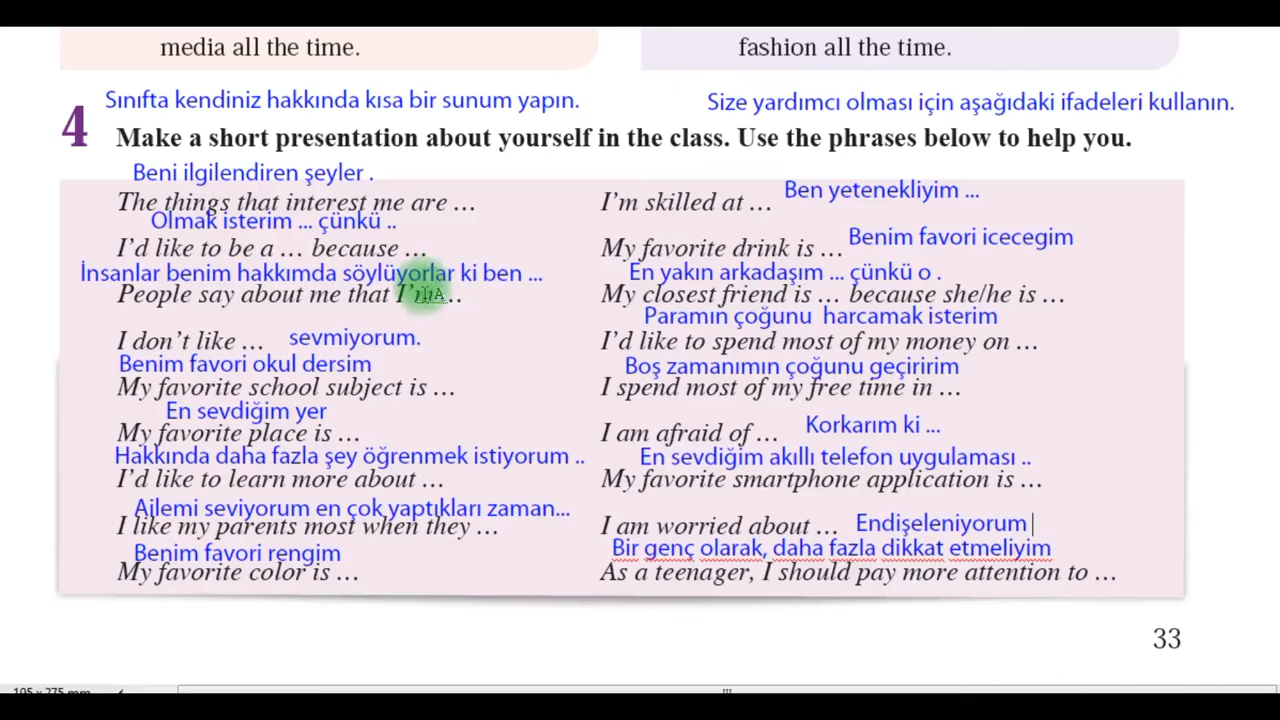 media all the time.
fashion all the time.
Sınıfta kendiniz hakkında kısa bir sunum yapın.
Size yardımcı olması için aşağıdaki ifadeleri kullanın.
4 Make a short presentation about yourself in the class. Use the phrases below to help you.
Beni ilgilendiren şeyler .
The things that interest me are …
Olmak isterim ... çünkü ..
I'd like to be a … because …
İnsanlar benim hakkımda söylüyorlar ki ben ...
People say about me that I'm …
I don't like … sevmiyorum.
Benim favori okul dersim
My favorite school subject is …
En sevdiğim yer
My favorite place is …
Hakkında daha fazla şey öğrenmek istiyorum ..
I'd like to learn more about …
Ailemi seviyorum en çok yaptıkları zaman...
I like my parents most when they …
Benim favori rengim
My favorite color is …
Ben yetenekliyim ...
I'm skilled at …
Benim favori icecegim
My favorite drink is …
En yakın arkadaşım ... çünkü o .
My closest friend is … because she/he is …
Paramın çoğunu harcamak isterim
I'd like to spend most of my money on …
Boş zamanımın çoğunu geçiririm
I spend most of my free time in …
I am afraid of … Korkarım ki ...
En sevdiğim akıllı telefon uygulaması ..
My favorite smartphone application is …
I am worried about … Endişeleniyorum
Bir genç olarak, daha fazla dikkat etmeliyim
As a teenager, I should pay more attention to …
33